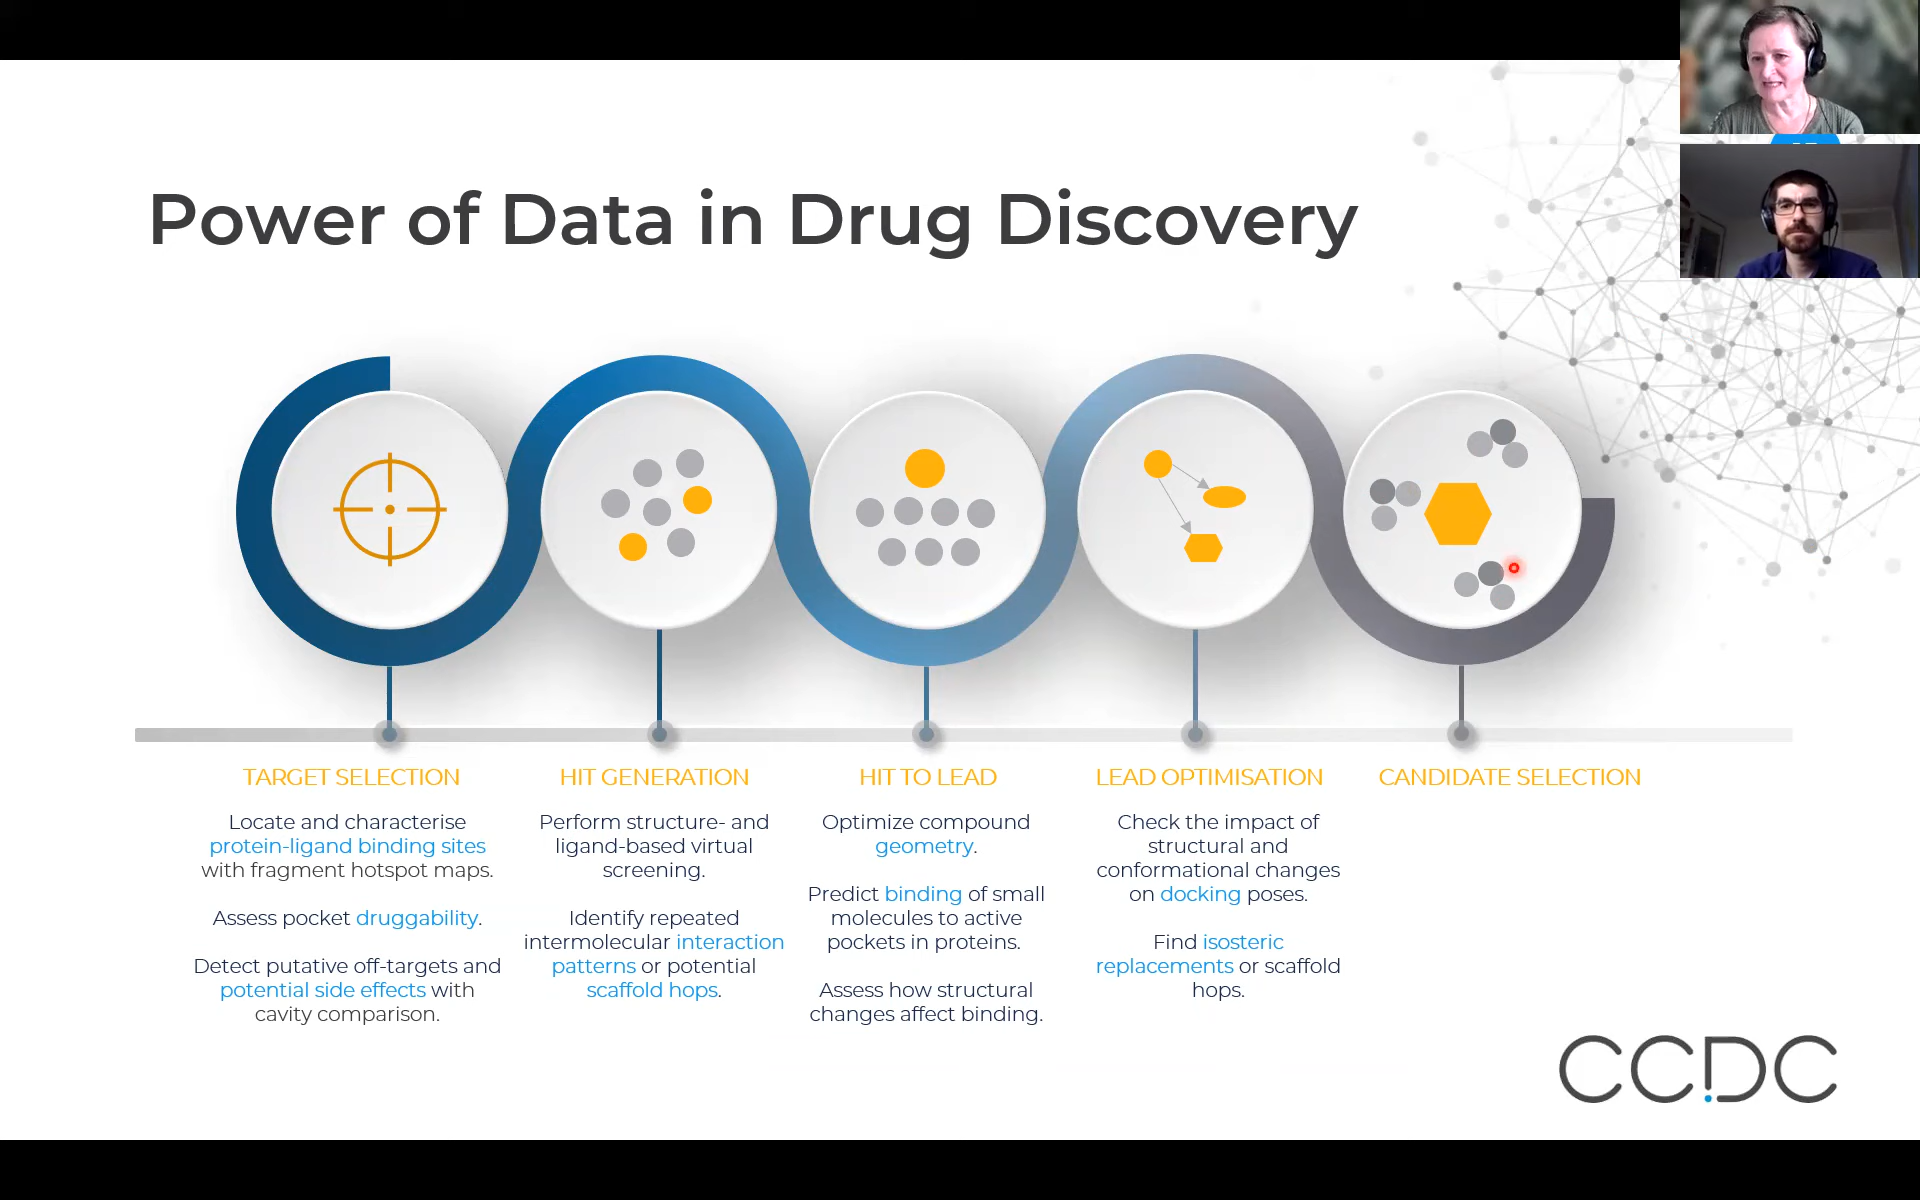 Power of Data in Drug Discovery
TARGET SELECTION
Locate and characterise
protein-ligand binding sites
with fragment hotspot maps.
Assess pocket druggability.
Detect putative off-targets and
potential side effects with
cavity comparison.
HIT GENERATION
Perform structure- and
ligand-based virtual
screening.
Identify repeated
intermolecular interaction
patterns or potential
scaffold hops.
HIT TO LEAD
Optimize compound
geometry.
Predict binding of small
molecules to active
pockets in proteins.
Assess how structural
changes affect binding.
LEAD OPTIMISATION
Check the impact of
structural and
conformational changes
on docking poses.
Find isosteric
replacements or scaffold
hops.
CANDIDATE SELECTION
CCDC